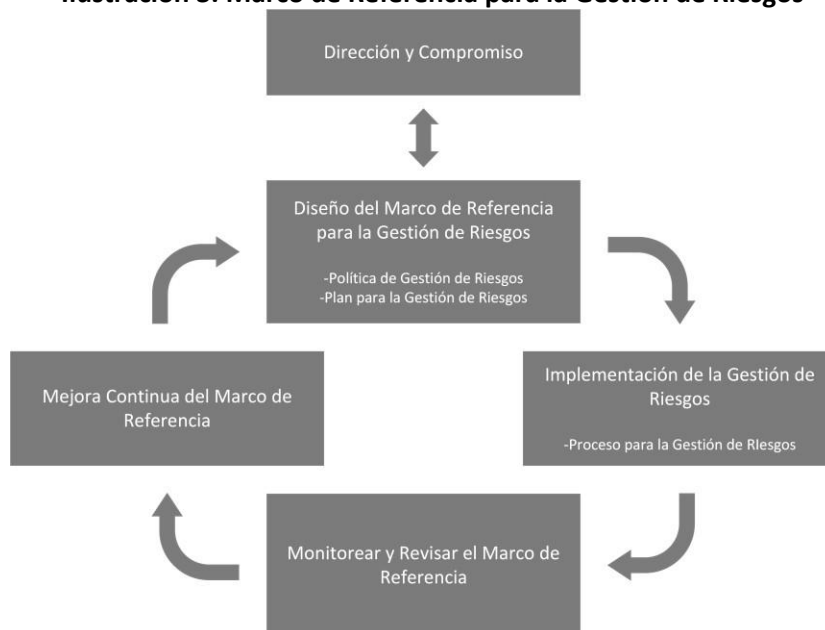 Ilustración 3. Marco de Referencia para la Gestión de Riesgos
Dirección y Compromiso
Diseño del Marco de Referencia
para la Gestión de Riesgos
-Política de Gestión de Riesgos
-Plan para la Gestión de Riesgos
Mejora Continua del Marco de
Referencia
Implementación de la Gestión de
Riesgos
-Proceso para la Gestión de RIesgos
Monitorear y Revisar el Marco de
Referencia